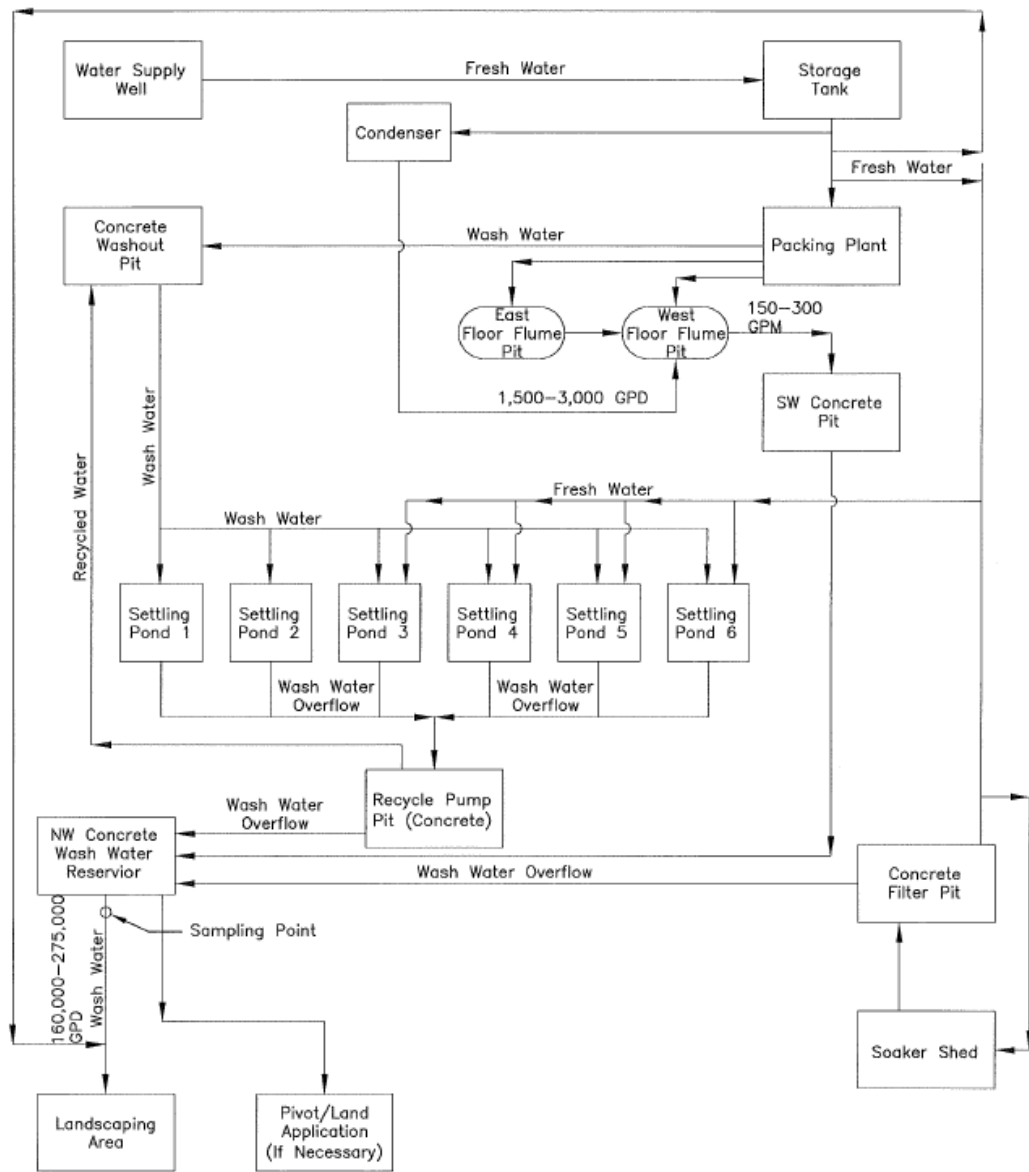 Water Supply
Well
Fresh Water
Storage
Tank
Condenser
Fresh Water
Concrete
Washout
Pit
Wash Water
Packing Plant
East
Floor Flume
Pit
West
Floor Flume
Pit
150–300
GPM
1,500–3,000 GPD
SW Concrete
Pit
Wash Water
Recycled Water
Fresh Water
Wash Water
Settling
Pond 1
Settling
Pond 2
Settling
Pond 3
Settling
Pond 4
Settling
Pond 5
Settling
Pond 6
Wash Water
Overflow
Wash Water
Overflow
Recycle Pump
Pit (Concrete)
Wash Water
Overflow
NW Concrete
Wash Water
Reservior
Wash Water Overflow
Concrete
Filter Pit
Sampling Point
160,000–275,000
GPD
Wash Water
Soaker Shed
Landscaping
Area
Pivot/Land
Application
(If Necessary)